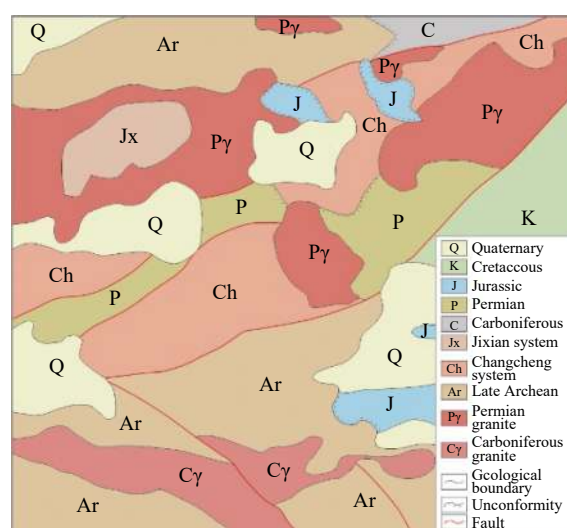 Q
Ar
Pγ
C
Ch
Pγ
J
J
Ch
Pγ
Jx
Pγ
Q
P
P
K
Q
Pγ
Ch
Ch
P
Q
J
Q
Ar
J
Ar
Cγ
Cγ
Ar
Ar
Q Quaternary
K Cretaccous
J Jurassic
P Permian
C Carboniferous
Jx Jixian system
Ch Changcheng
system
Ar Late Archean
Pγ Permian
granite
Cγ Carboniferous
granite
Gcological
boundary
Unconformity
Fault